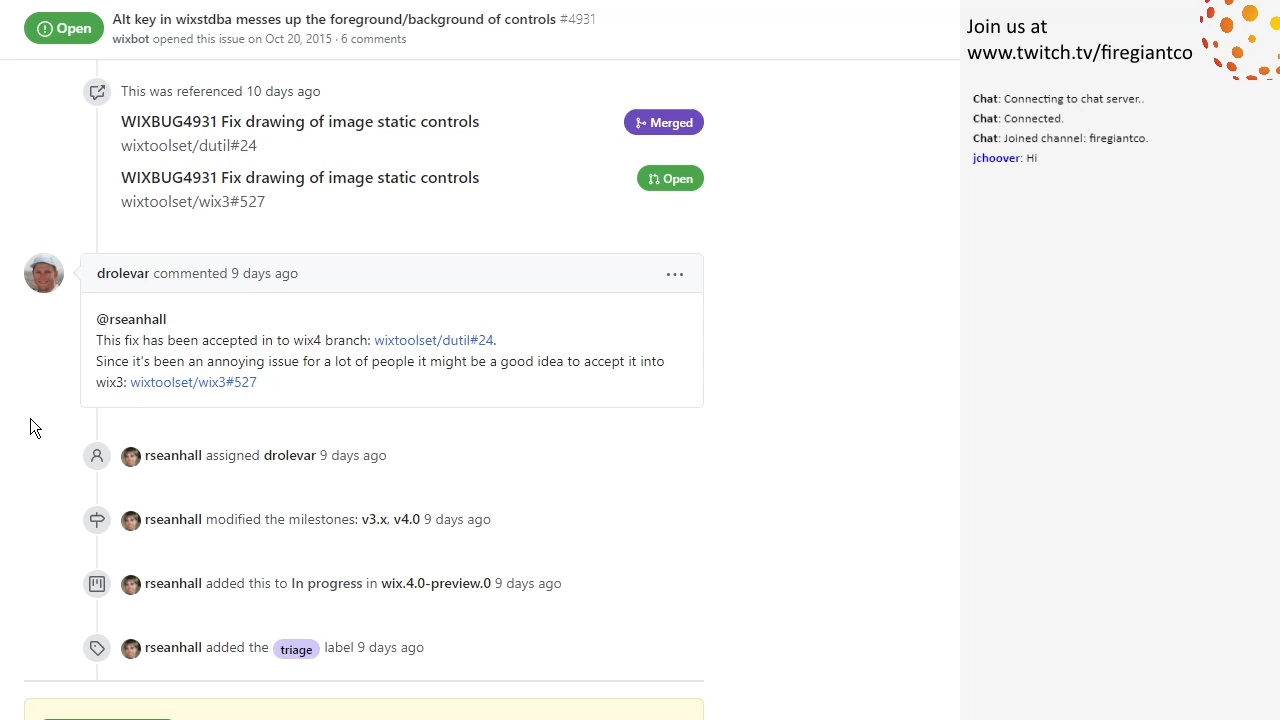 Open
Alt key in wixstdba messes up the foreground/background of controls #4931
wixbot opened this issue on Oct 20, 2015 · 6 comments
This was referenced 10 days ago
WIXBUG4931 Fix drawing of image static controls
Merged
wixtoolset/dutil#24
WIXBUG4931 Fix drawing of image static controls
Open
wixtoolset/wix3#527
drolevar commented 9 days ago
@rseanhall
This fix has been accepted in to wix4 branch: wixtoolset/dutil#24.
Since it's been an annoying issue for a lot of people it might be a good idea to accept it into
wix3: wixtoolset/wix3#527
rseanhall assigned drolevar 9 days ago
rseanhall modified the milestones: v3.x, v4.0 9 days ago
rseanhall added this to In progress in wix.4.0-preview.0 9 days ago
rseanhall added the triage label 9 days ago
Join us at
www.twitch.tv/firegiantco
Chat: Connecting to chat server..
Chat: Connected.
Chat: Joined channel: firegiantco.
jchoover: Hi